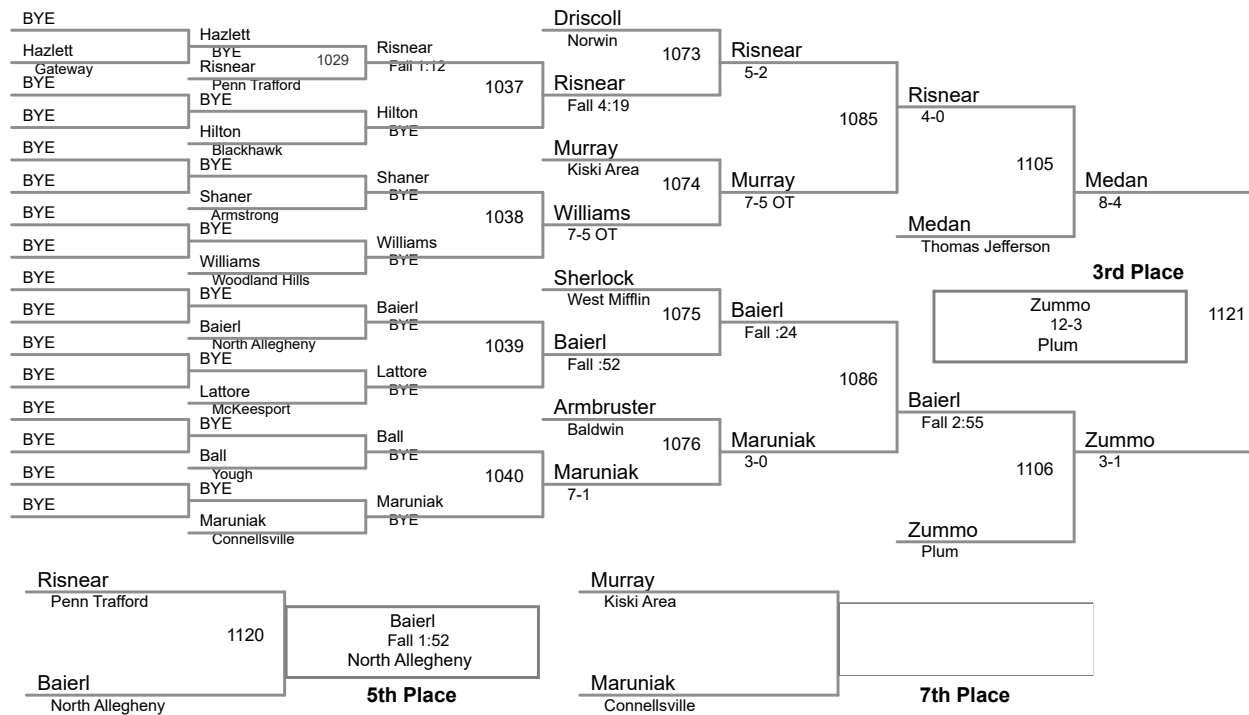 BYE
Hazlett
Gateway
BYE
BYE
BYE
BYE
BYE
BYE
BYE
BYE
BYE
BYE
BYE
BYE
BYE
BYE
Hazlett
BYE
Risnear
Penn Trafford
1029
BYE
Hilton
Blackhawk
BYE
Shaner
Armstrong
BYE
Williams
Woodland Hills
BYE
Baierl
North Allegheny
BYE
Lattore
McKeesport
BYE
Ball
Yough
BYE
Maruniak
Connellsville
Risnear
Fall 1:12
1037
Hilton
BYE
Shaner
BYE
1038
Williams
BYE
Baierl
BYE
1039
Lattore
BYE
Ball
BYE
1040
Maruniak
BYE
Driscoll
Norwin
1073
Risnear
Fall 4:19
Murray
Kiski Area
1074
Williams
7-5 OT
Sherlock
West Mifflin
1075
Baierl
Fall :52
Armbruster
Baldwin
1076
Maruniak
7-1
Risnear
5-2
1085
Murray
7-5 OT
Baierl
Fall :24
1086
Maruniak
3-0
Risnear
4-0
1105
Medan
Thomas Jefferson
Medan
8-4
3rd Place
Zummo
12-3
Plum
1121
Baierl
Fall 2:55
1106
Zummo
Plum
Zummo
3-1
Risnear
Penn Trafford
1120
Baierl
North Allegheny
Baierl
Fall 1:52
North Allegheny
5th Place
Murray
Kiski Area
Maruniak
Connellsville
7th Place